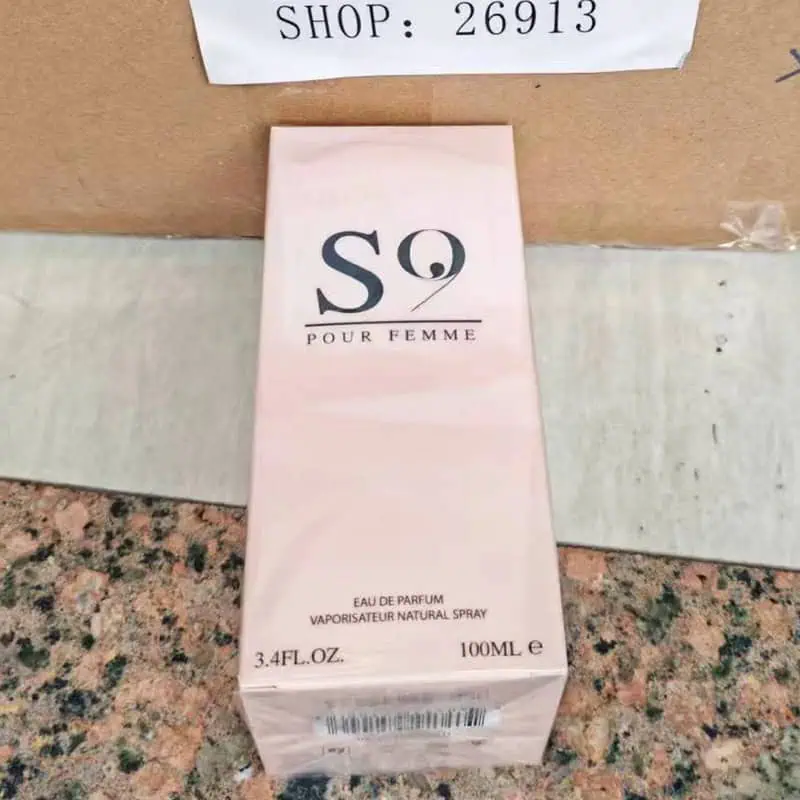 SHOP: 26913
S9
POUR FEMME
EAU DE PARFUM
VAPORISATEUR NATURAL SPRAY
3.4FL.OZ. 100ML ℮